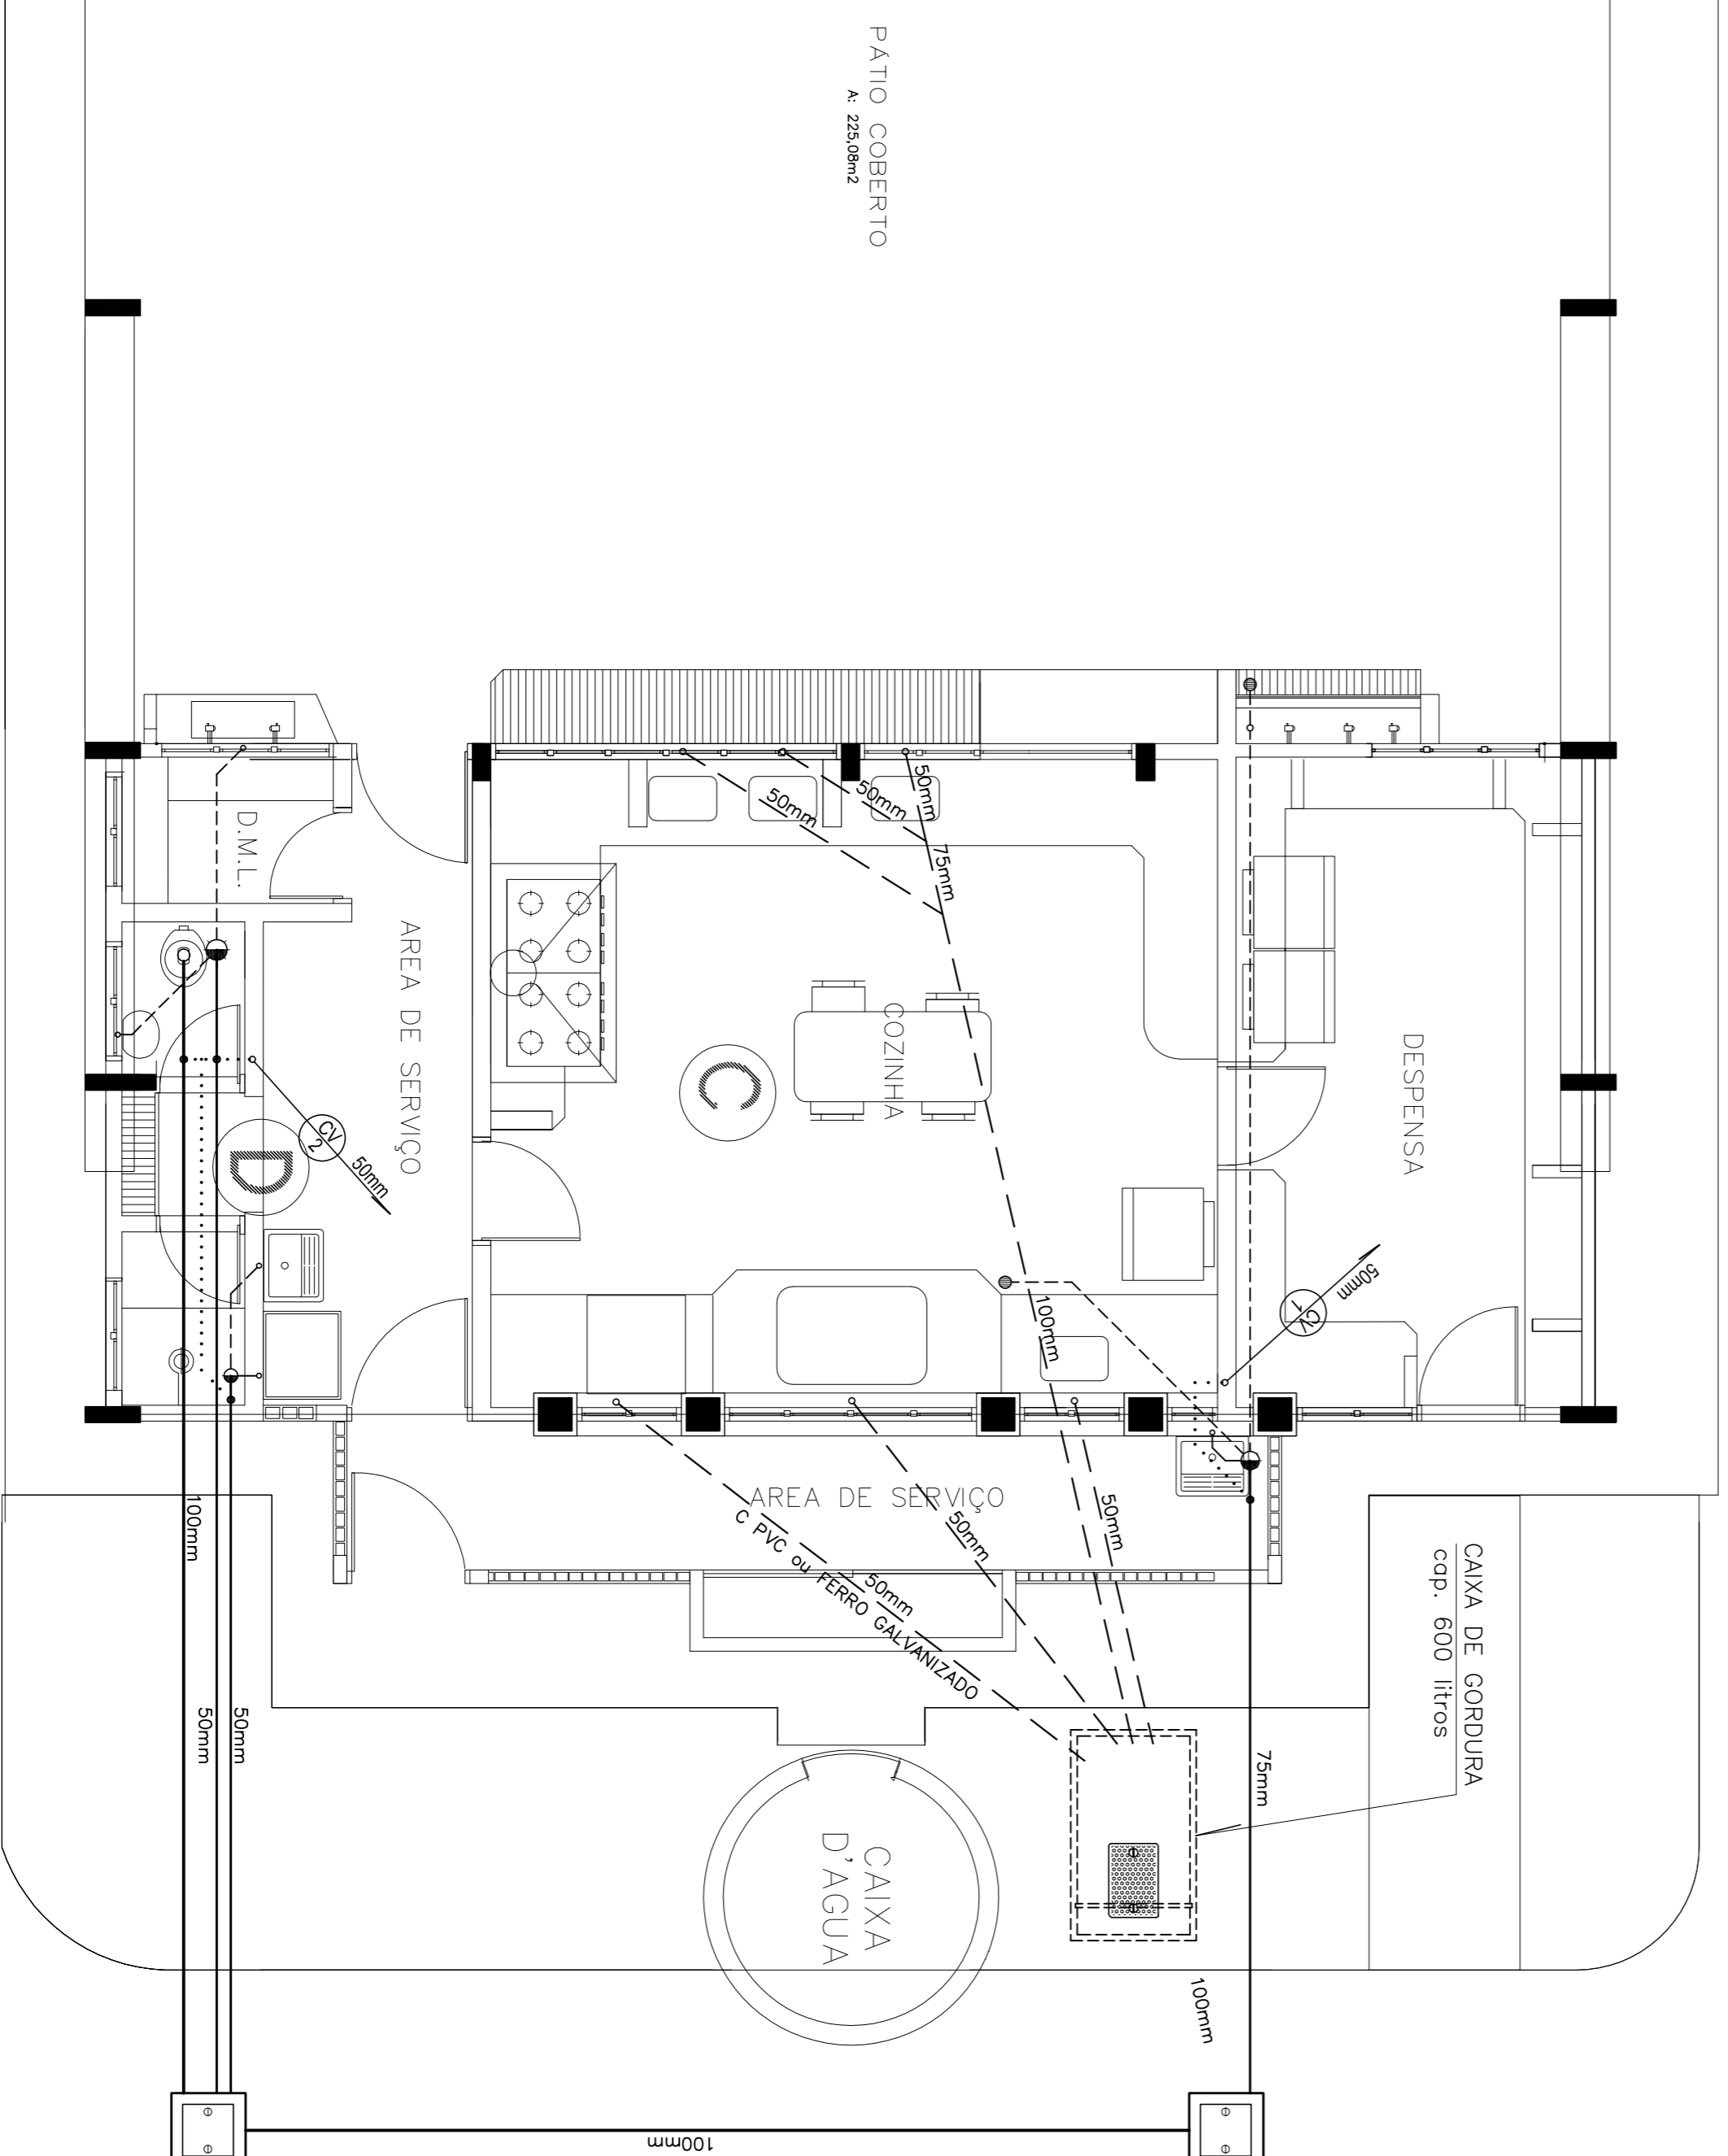 PÁTIO COBERTO
A: 225,08m2
D.M.L.
AREA DE SERVIÇO
COZINHA
DESPENSA
50mm
50mm
50mm
75mm
100mm
C
D
CV
2
50mm
CV
1
50mm
AREA DE SERVIÇO
50mm
50mm
50mm
C PVC ou FERRO GALVANIZADO
CAIXA DE GORDURA
cap. 600 litros
100mm
50mm
50mm
75mm
CAIXA
D'AGUA
100mm
100mm